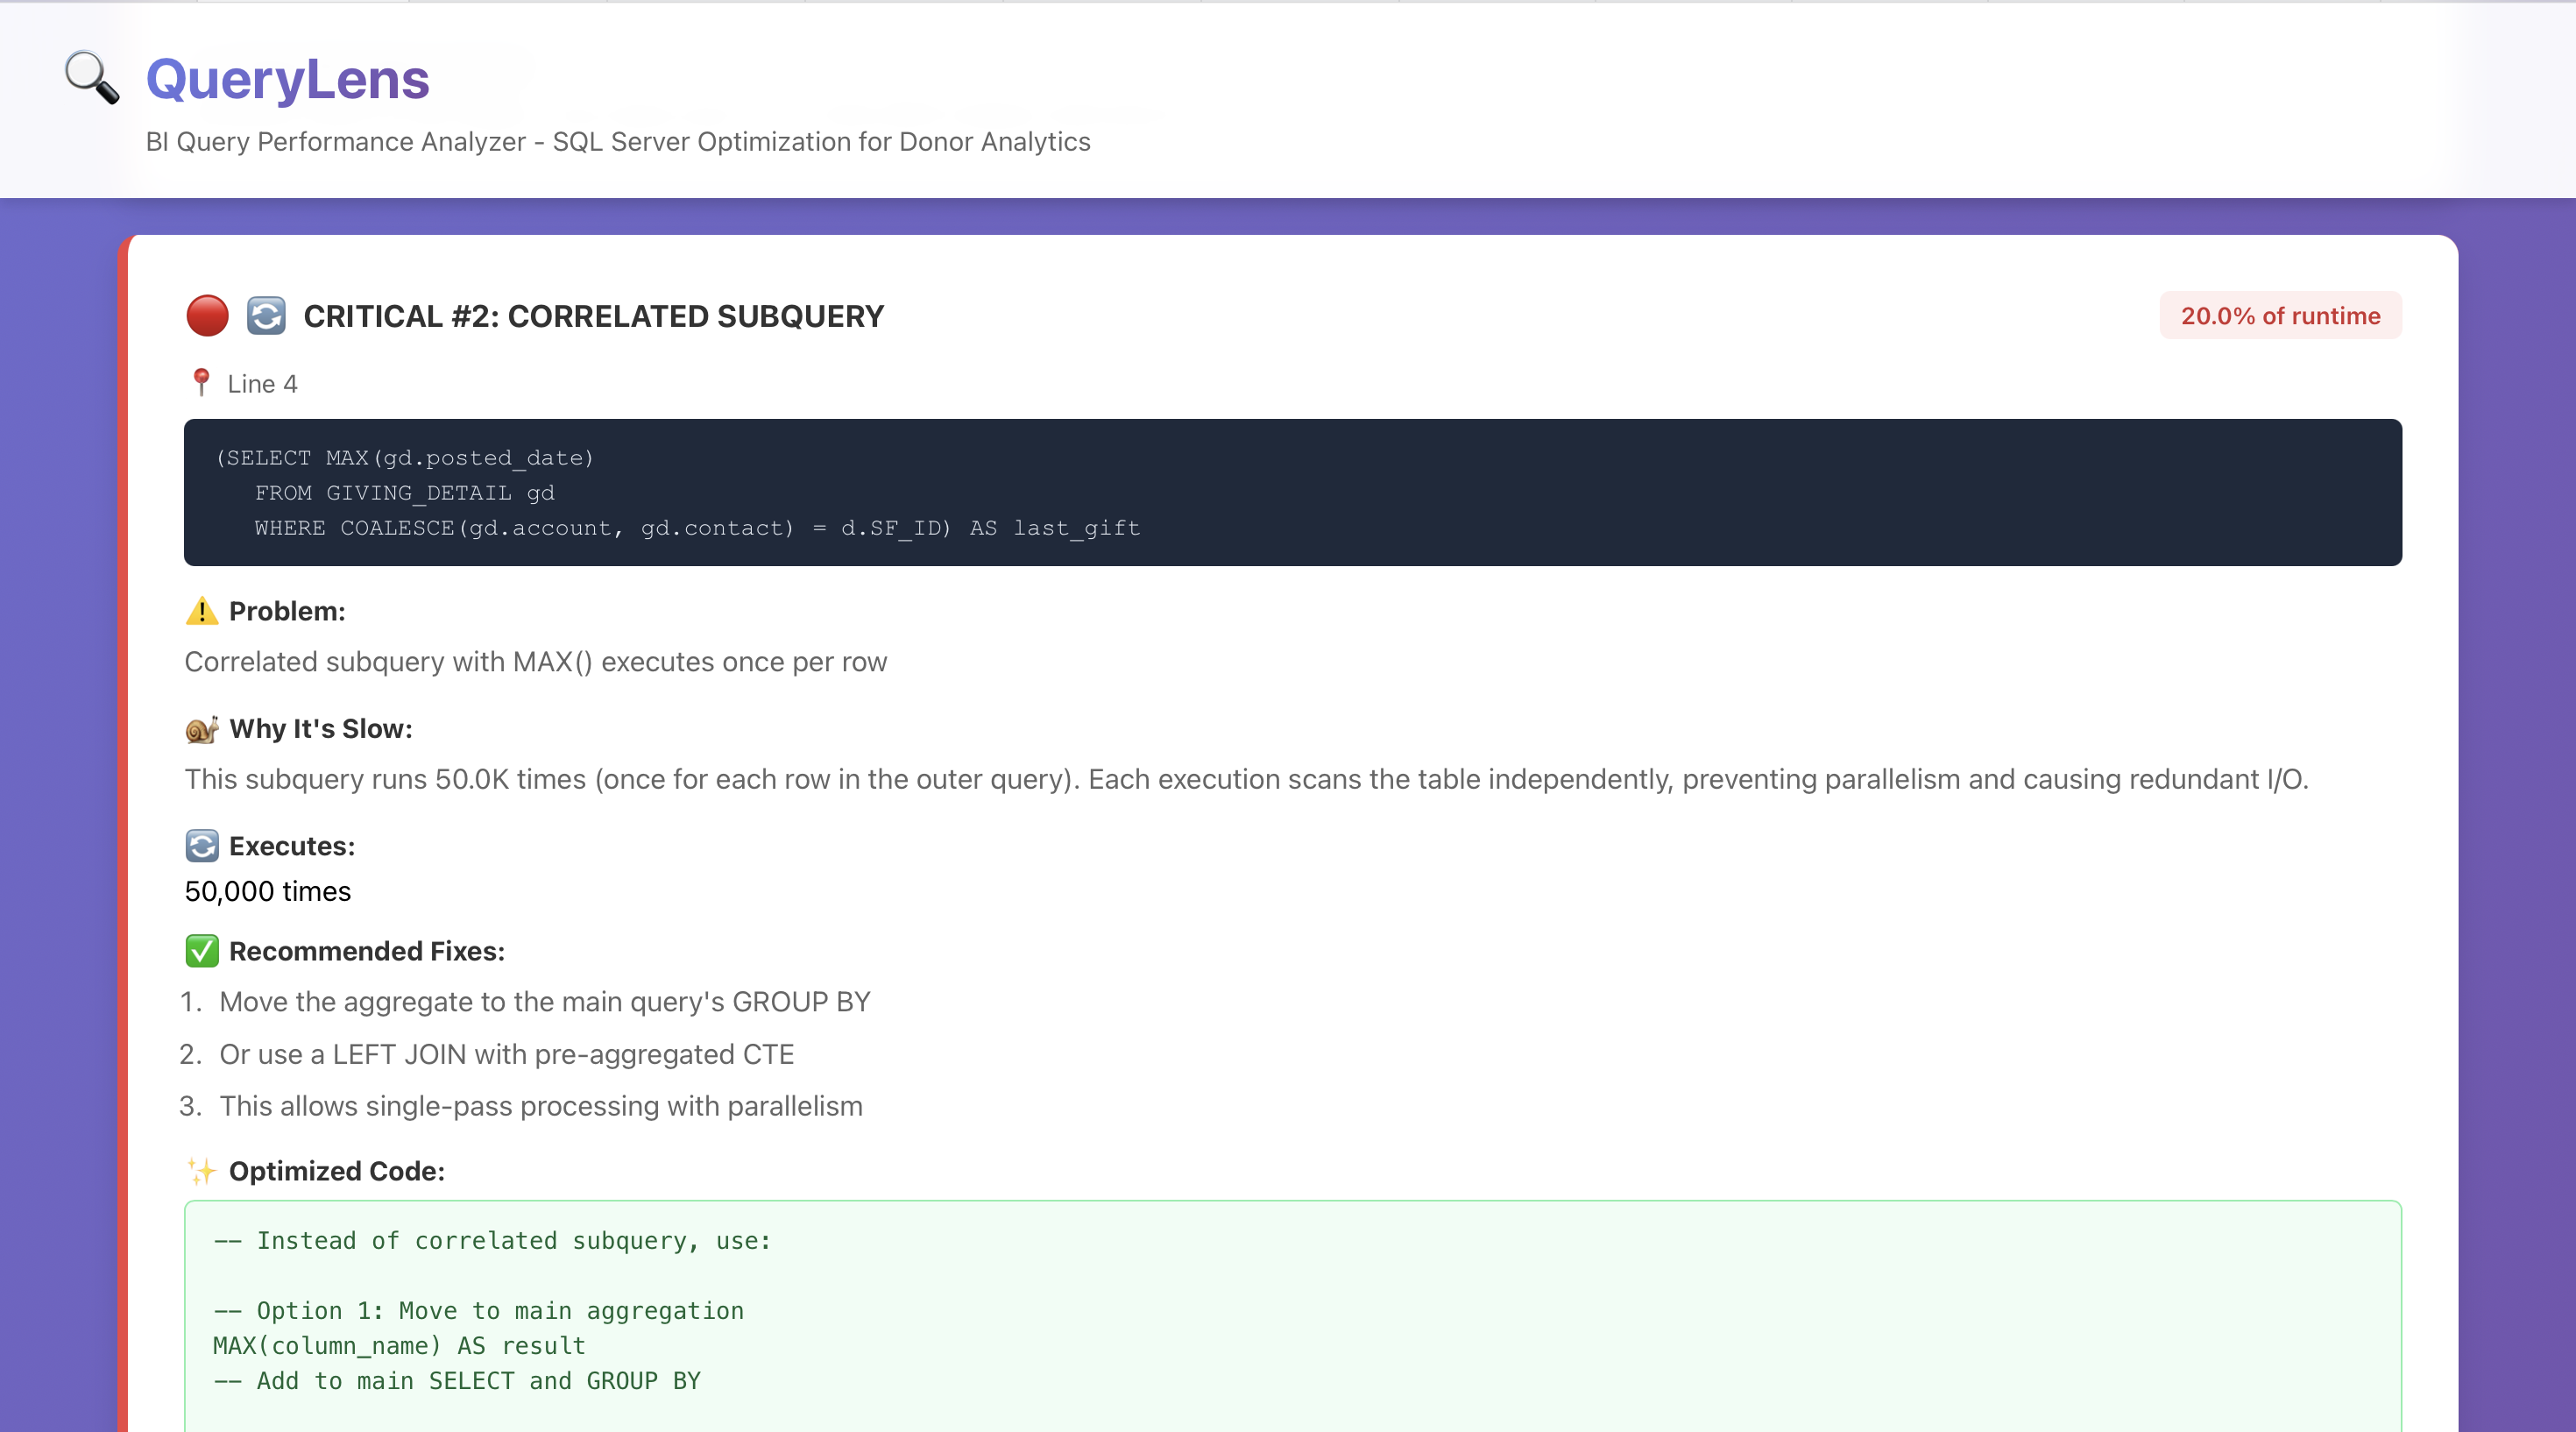 QueryLens
BI Query Performance Analyzer - SQL Server Optimization for Donor Analytics
CRITICAL #2: CORRELATED SUBQUERY
20.0% of runtime
Line 4
(SELECT MAX(gd.posted_date)
FROM GIVING_DETAIL gd
WHERE COALESCE(gd.account, gd.contact) = d.SF_ID) AS last_gift
Problem:
Correlated subquery with MAX() executes once per row
Why It's Slow:
This subquery runs 50.0K times (once for each row in the outer query). Each execution scans the table independently, preventing parallelism and causing redundant I/O.
Executes:
50,000 times
Recommended Fixes:
1. Move the aggregate to the main query's GROUP BY
2. Or use a LEFT JOIN with pre-aggregated CTE
3. This allows single-pass processing with parallelism
Optimized Code:
-- Instead of correlated subquery, use:
-- Option 1: Move to main aggregation
MAX(column_name) AS result
-- Add to main SELECT and GROUP BY